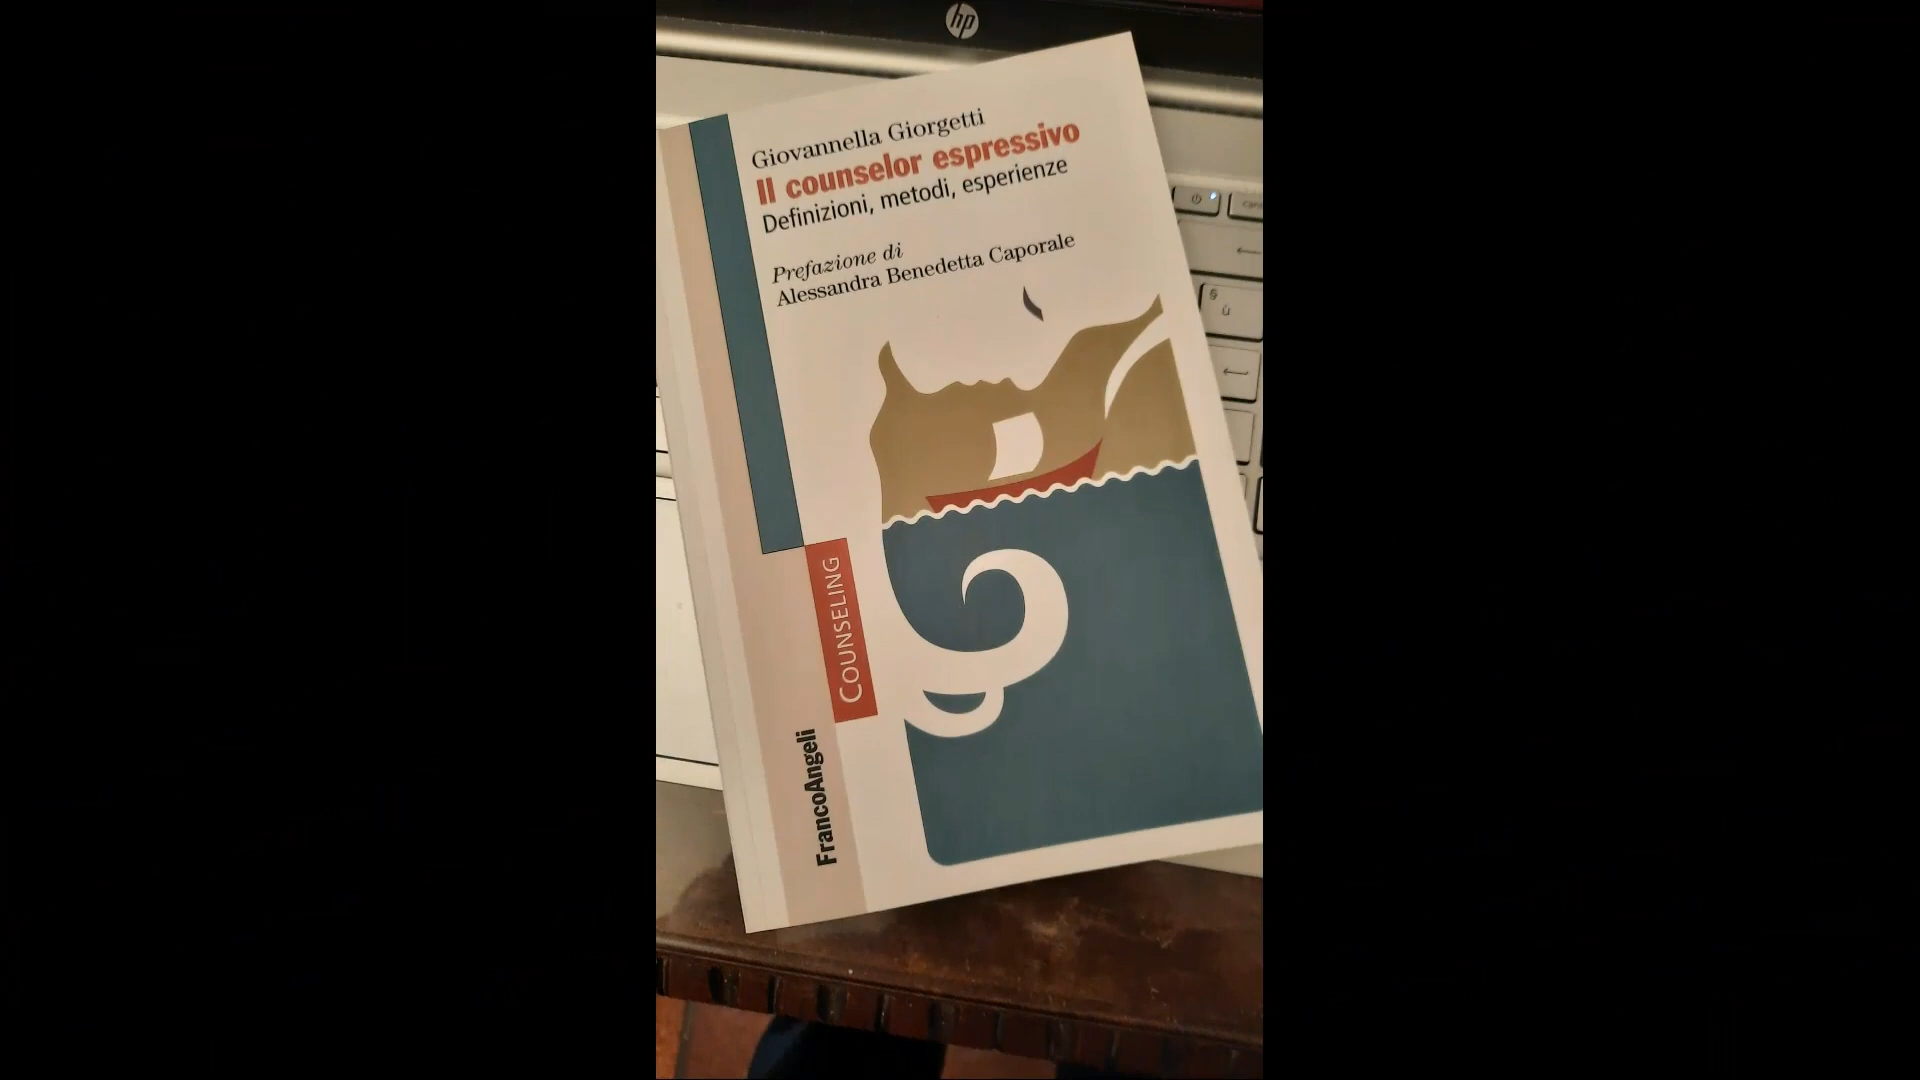 hp
Giovannella Giorgetti
Il counselor espressivo
Definizioni, metodi, esperienze
Prefazione di
Alessandra Benedetta Caporale
COUNSELING
FrancoAngeli
§
ù